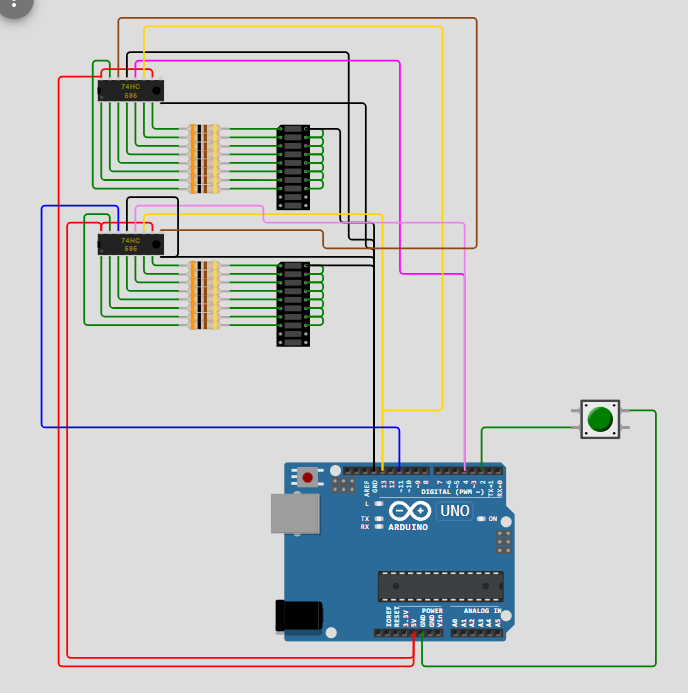 74HC
595
74HC
595
AREF
GND
13
12
~11
~10
~9
8
7
~6
~5
4
~3
2
TX→1
RX←0
DIGITAL (PWM ~)
L
TX
RX
UNO
ON
ARDUINO
IOREF
RESET
3.3V
5V
GND
GND
Vin
POWER
ANALOG IN
A0
A1
A2
A3
A4
A5